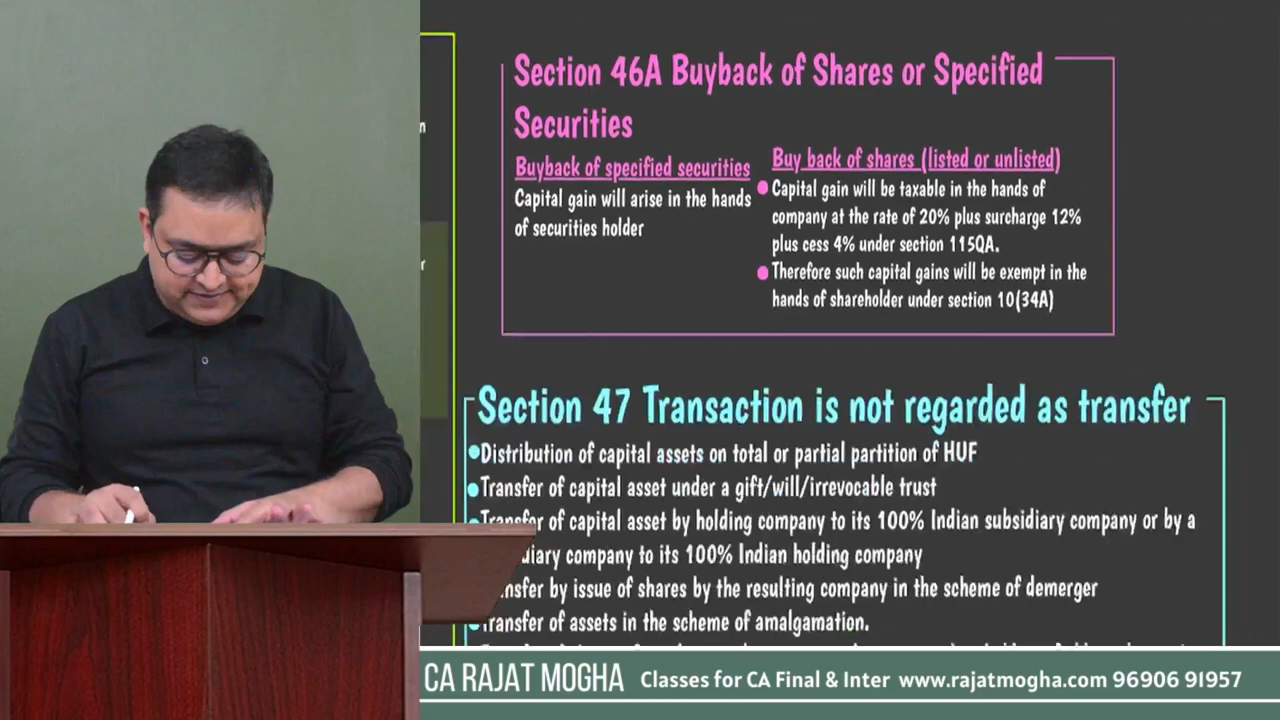 Section 46A Buyback of Shares or Specified
Securities
Buyback of specified securities
Capital gain will arise in the hands
of securities holder
Buy back of shares (listed or unlisted)
Capital gain will be taxable in the hands of
company at the rate of 20% plus surcharge 12%
plus cess 4% under section 115QA.
Therefore such capital gains will be exempt in the
hands of shareholder under section 10(34A)
Section 47 Transaction is not regarded as transfer
Distribution of capital assets on total or partial partition of HUF
Transfer of capital asset under a gift/will/irrevocable trust
Transfer of capital asset by holding company to its 100% Indian subsidiary company or by a
diary company to its 100% Indian holding company
nsfer by issue of shares by the resulting company in the scheme of demerger
Transfer of assets in the scheme of amalgamation.
CA RAJAT MOGHA Classes for CA Final & Inter www.rajatmogha.com 96906 91957